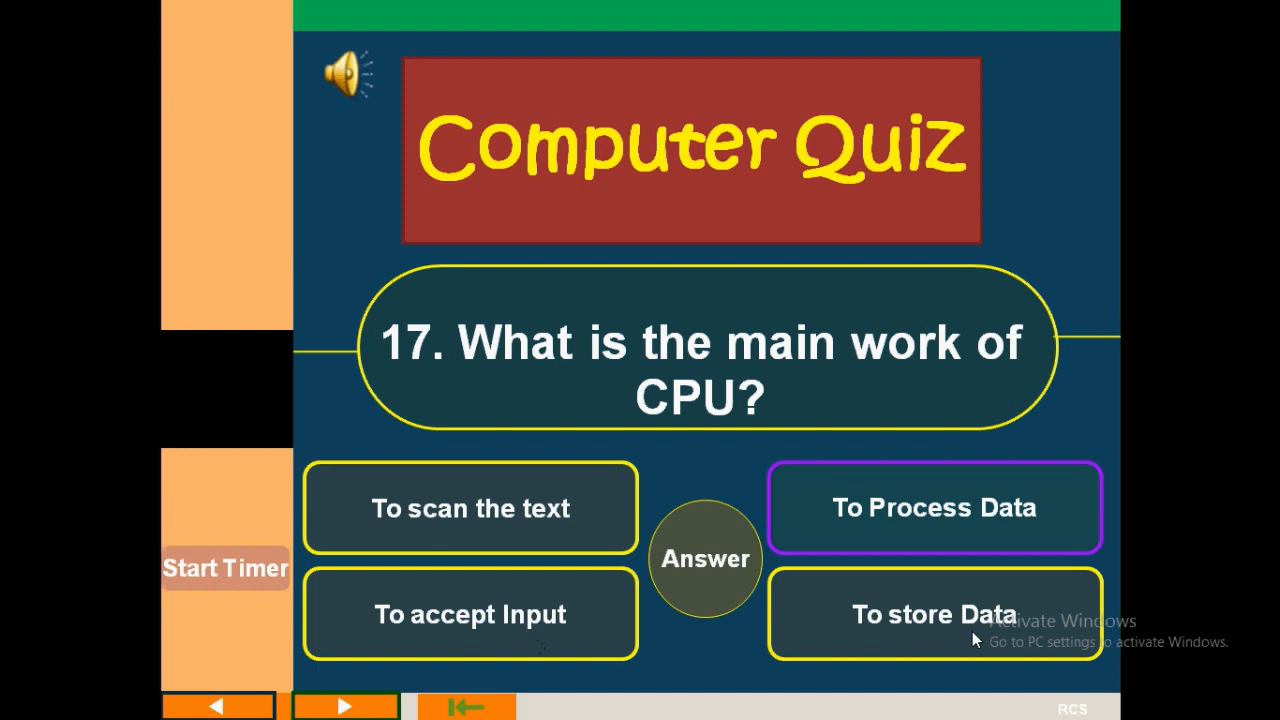 Computer Quiz
17. What is the main work of
CPU?
To scan the text
To Process Data
Answer
Start Timer
To accept Input
To store Data
Activate Windows
Go to PC settings to activate Windows.
RCS